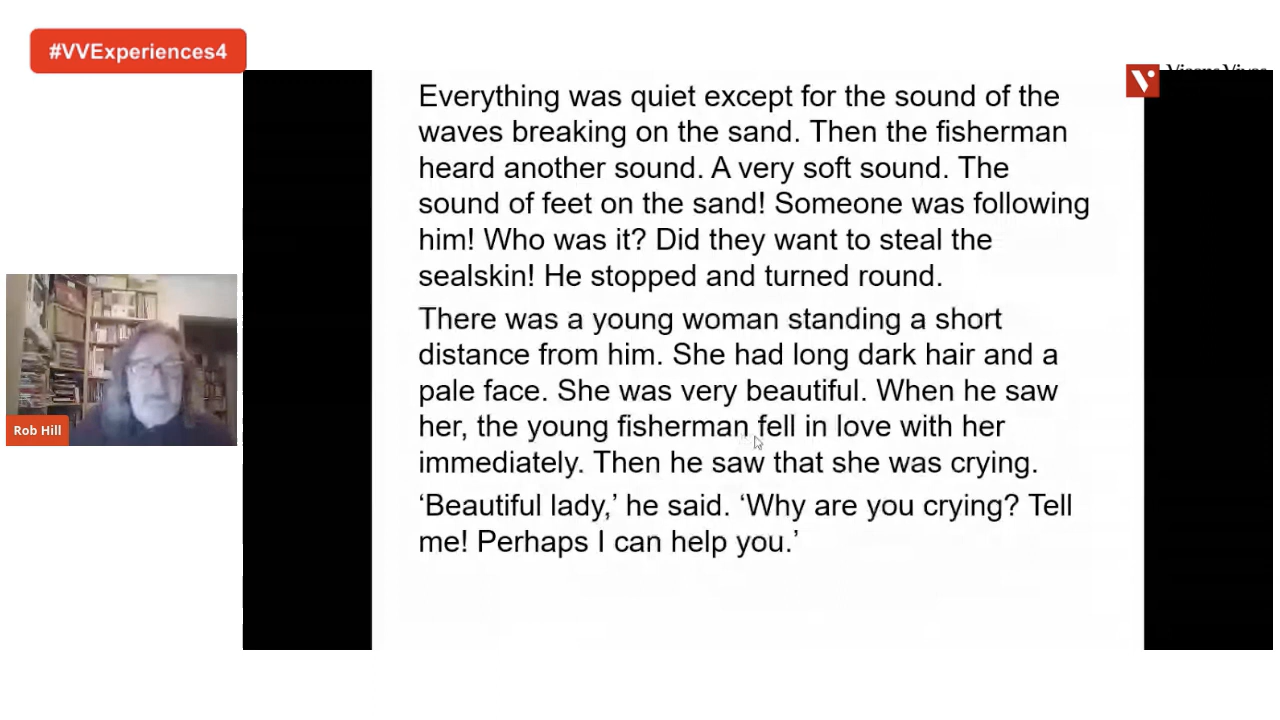 #VVExperiences4
Everything was quiet except for the sound of the
waves breaking on the sand. Then the fisherman
heard another sound. A very soft sound. The
sound of feet on the sand! Someone was following
him! Who was it? Did they want to steal the
sealskin! He stopped and turned round.
There was a young woman standing a short
distance from him. She had long dark hair and a
pale face. She was very beautiful. When he saw
her, the young fisherman fell in love with her
immediately. Then he saw that she was crying.
‘Beautiful lady,’ he said. ‘Why are you crying? Tell
me! Perhaps I can help you.’
Rob Hill